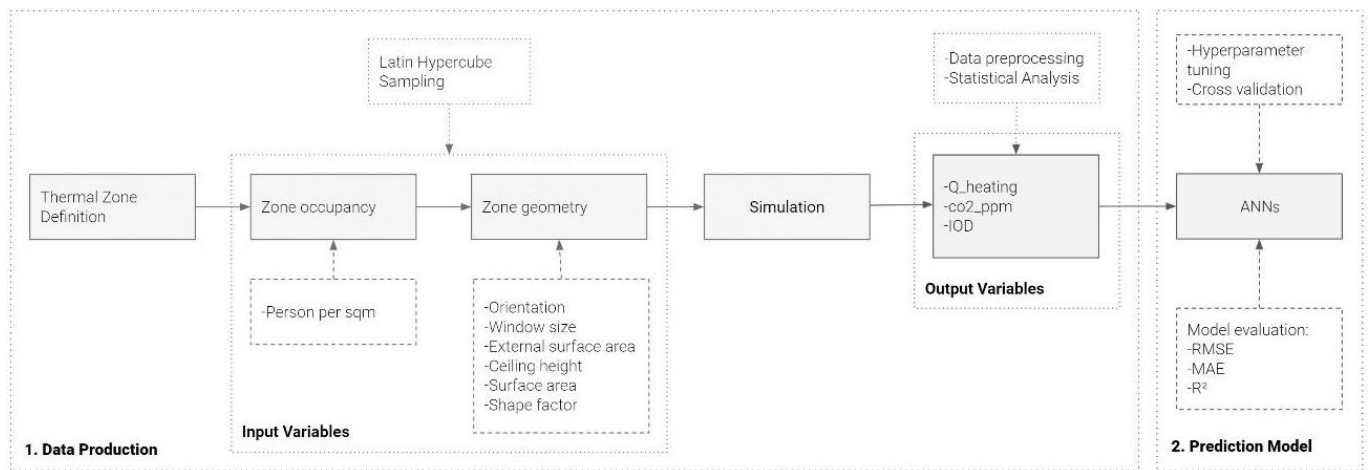 Latin Hypercube
Sampling
-Data preprocessing
-Statistical Analysis
-Hyperparameter
tuning
-Cross validation
Thermal Zone
Definition
Zone occupancy
Zone geometry
Simulation
-Q_heating
-co2_ppm
-IOD
ANNs
Output Variables
-Person per sqm
-Orientation
-Window size
-External surface area
-Ceiling height
-Surface area
-Shape factor
Model evaluation:
-RMSE
-MAE
-R²
Input Variables
1. Data Production
2. Prediction Model